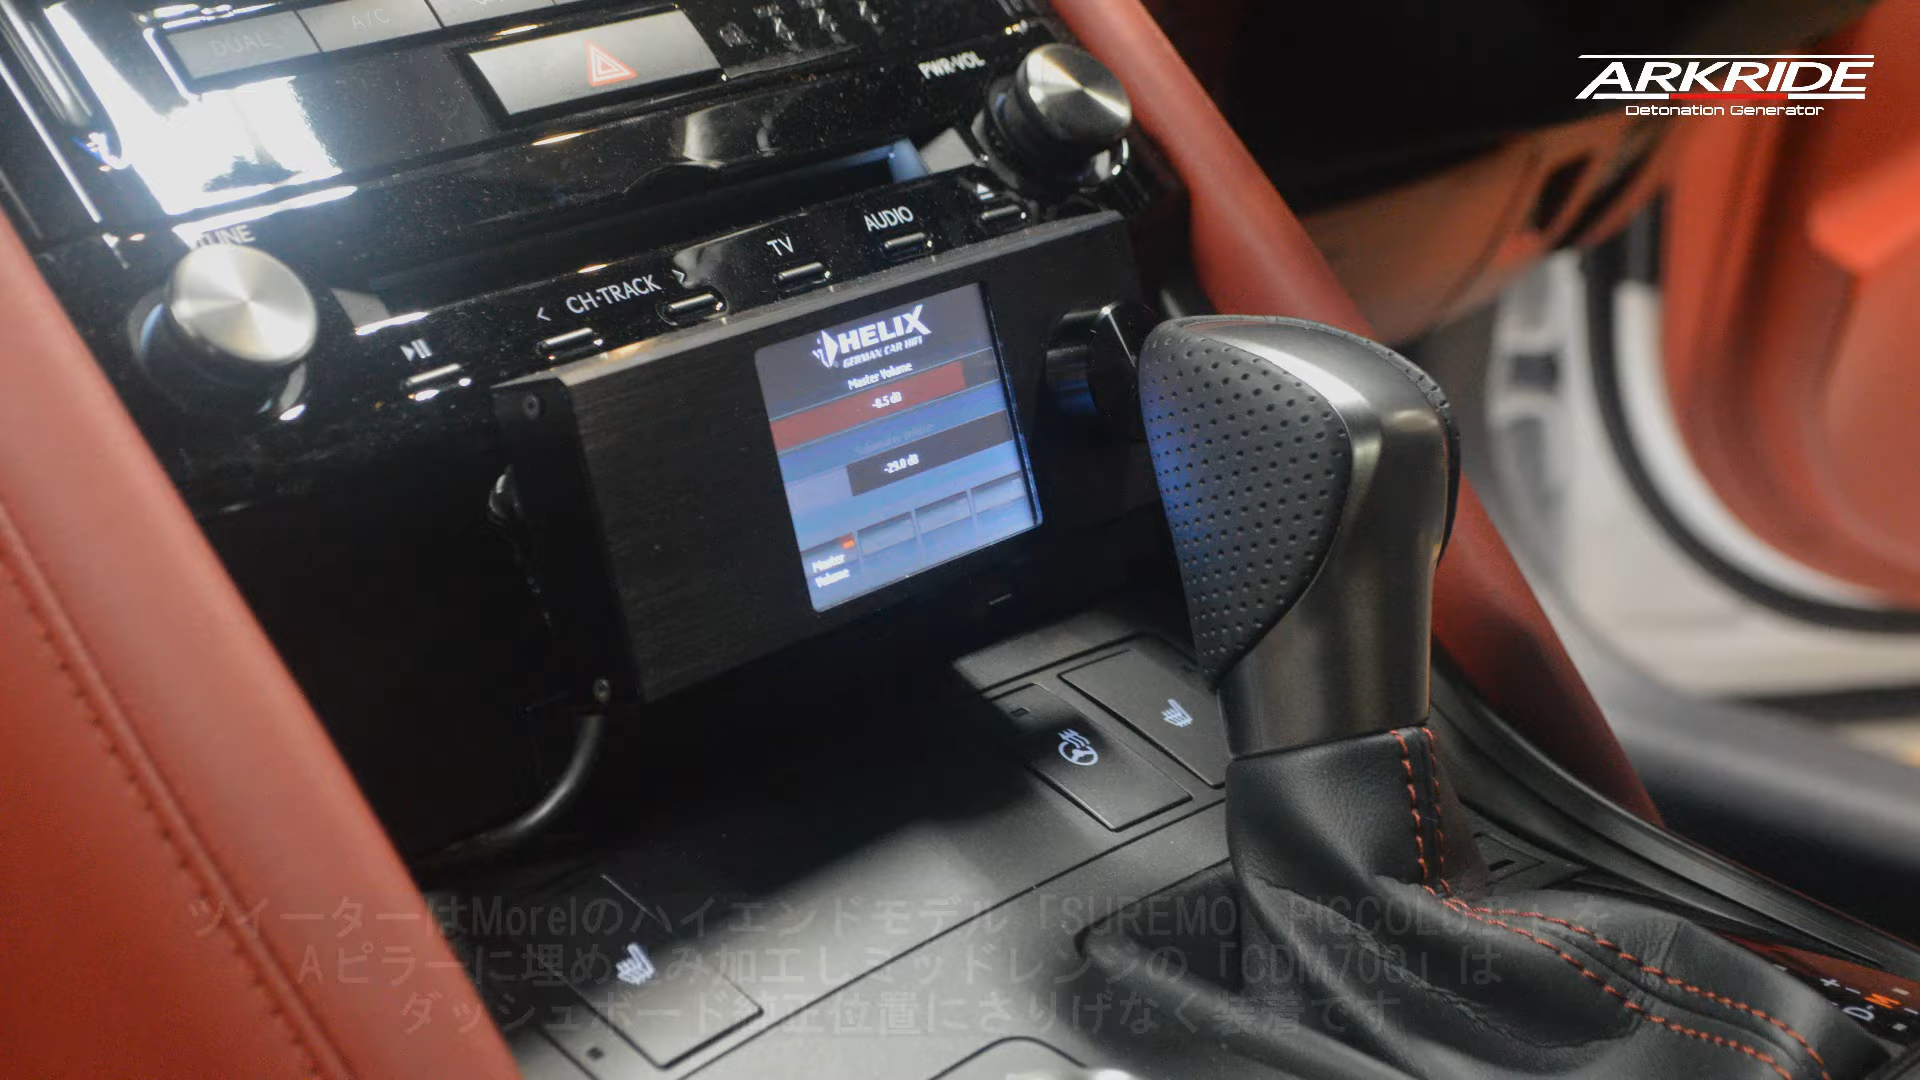 DUAL
A/C
ARKRIDE
Detonation Generator
PWR·VOL
TUNE
AUDIO
TV
< CH·TRACK >
HELIX
GERMAN CAR HIFI
Master Volume
-8.5 dB
-29.0 dB
Master
Volume
ツイーターはMorelのハイエンドモデル「SUREMO PICCOLO
Aピラーに埋め込み加工しミッドレンジの「CDM700」は
ダッシュボード純正位置にさりげなく装着です